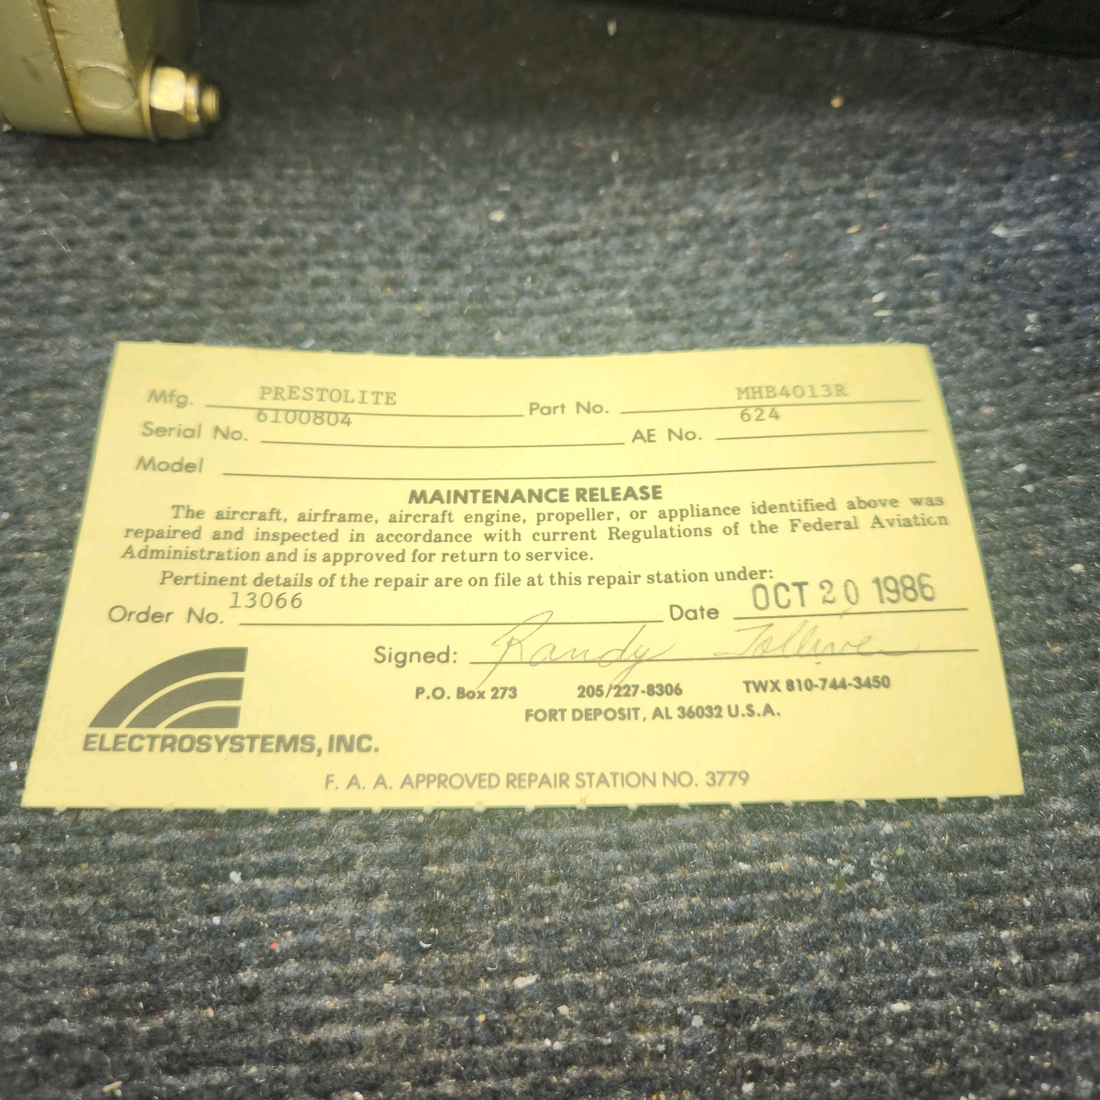 Mfg. PRESTOLITE Part No. MHB4013R
Serial No. 6100804 AE No. 624
Model
MAINTENANCE RELEASE
The aircraft, airframe, aircraft engine, propeller, or appliance identified above was
repaired and inspected in accordance with current Regulations of the Federal Aviation
Administration and is approved for return to service.
Pertinent details of the repair are on file at this repair station under:
Order No. 13066 Date OCT 20 1986
Signed: Randy
P.O. Box 273 205/227-8306 TWX 810-744-3450
FORT DEPOSIT, AL 36032 U.S.A.
ELECTROSYSTEMS, INC.
F. A. A. APPROVED REPAIR STATION NO. 3779